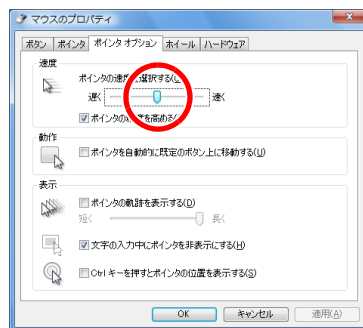 マウスのプロパティ
ボタン ポインタ ポインタ オプション ホイール ハードウェア
速度
ポインタの速度 選択する(C)
遅く 速く
ポインタの 度を高める(
動作
ポインタを自動的に既定のボタン上に移動する(U)
表示
ポインタの軌跡を表示する(D)
短く 長く
文字の入力中にポインタを非表示にする(H)
Ctrl キーを押すとポインタの位置を表示する(S)
OK キャンセル 適用(A)